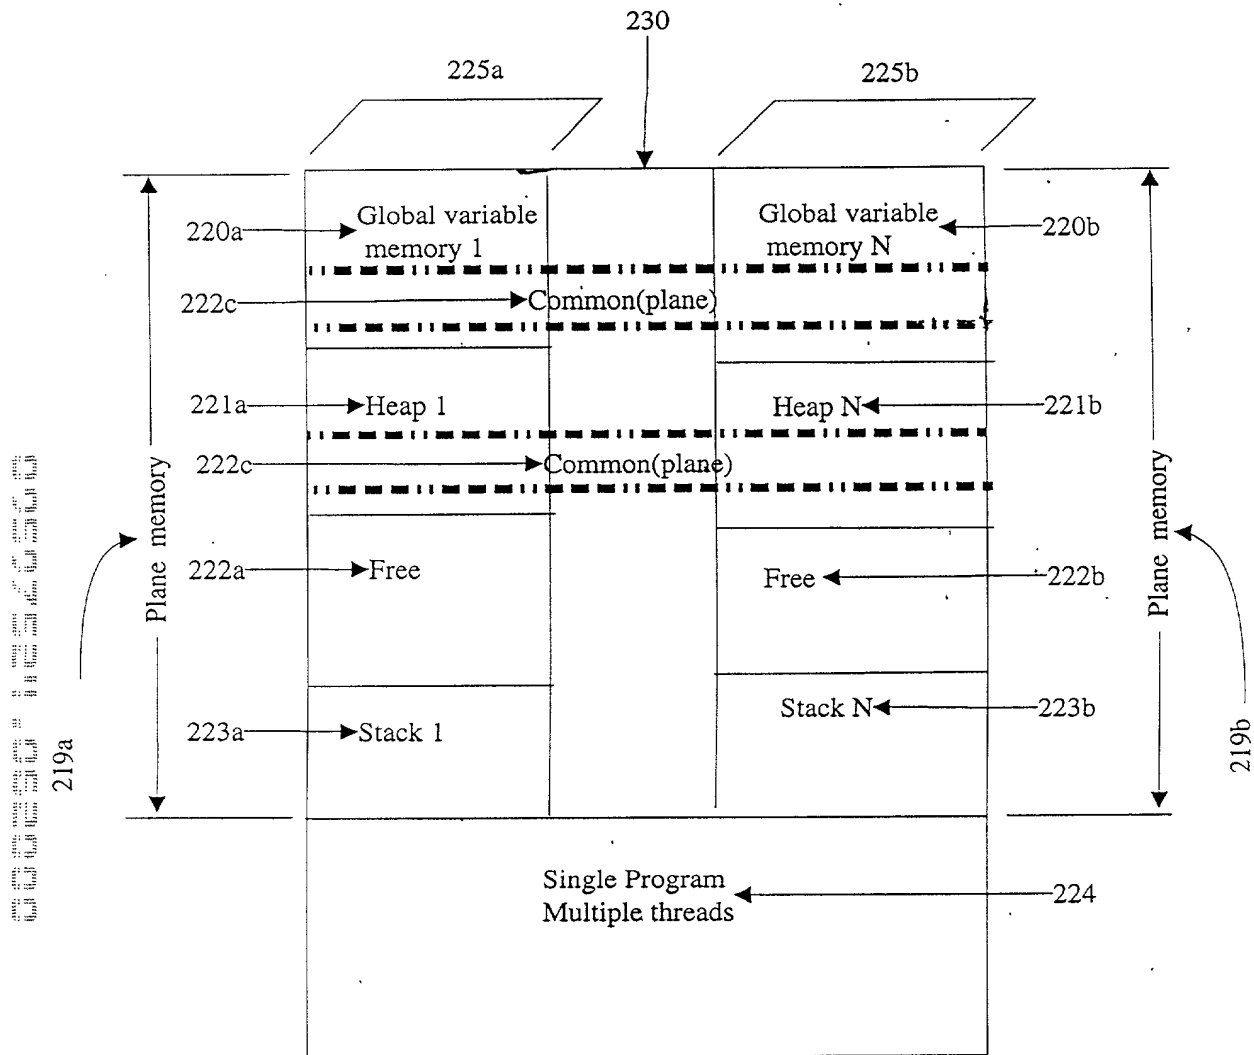 230
225a
225b
220a
Global variable
memory 1
Global variable
memory N
220b
222c
Common(plane)
221a
Heap 1
Heap N
221b
222c
Common(plane)
Plane memory
Plane memory
222a
Free
Free
222b
223a
Stack 1
Stack N
223b
219a
219b
Single Program
Multiple threads
224